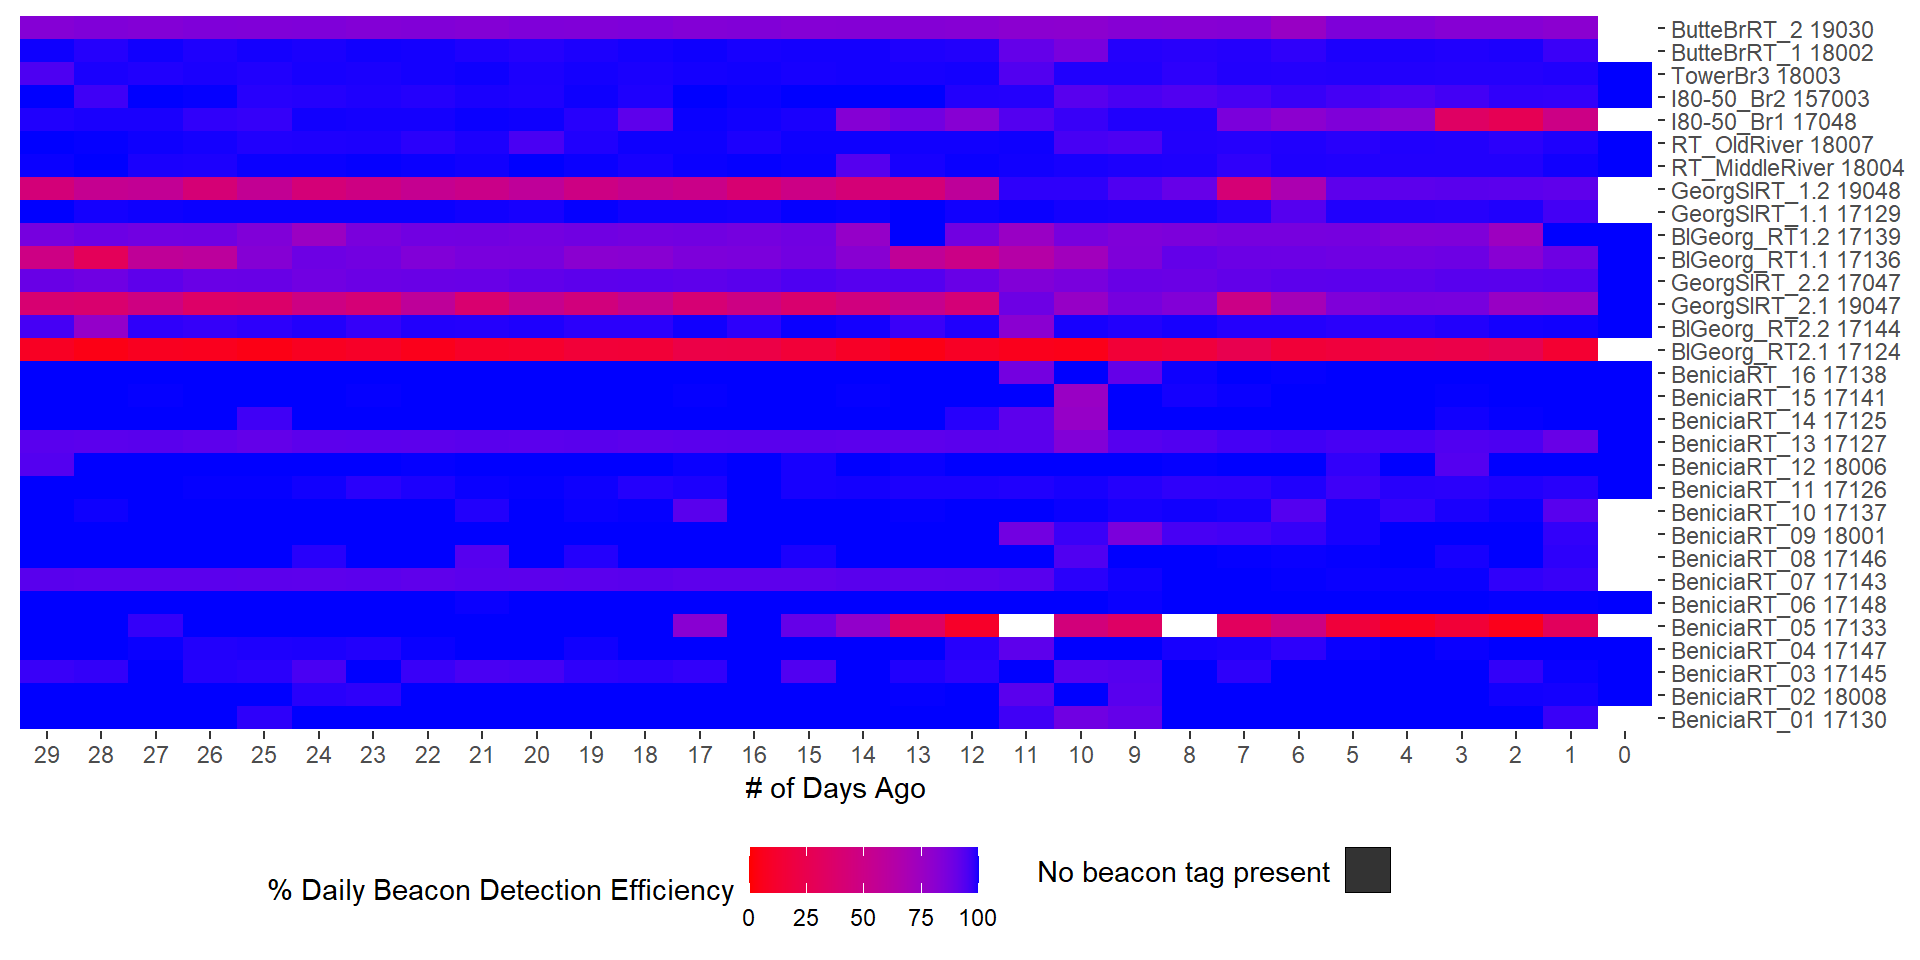 ButteBrRT_2 19030
ButteBrRT_1 18002
TowerBr3 18003
I80-50_Br2 157003
I80-50_Br1 17048
RT_OldRiver 18007
RT_MiddleRiver 18004
GeorgSlRT_1.2 19048
GeorgSlRT_1.1 17129
BlGeorg_RT1.2 17139
BlGeorg_RT1.1 17136
GeorgSlRT_2.2 17047
GeorgSlRT_2.1 19047
BlGeorg_RT2.2 17144
BlGeorg_RT2.1 17124
BeniciaRT_16 17138
BeniciaRT_15 17141
BeniciaRT_14 17125
BeniciaRT_13 17127
BeniciaRT_12 18006
BeniciaRT_11 17126
BeniciaRT_10 17137
BeniciaRT_09 18001
BeniciaRT_08 17146
BeniciaRT_07 17143
BeniciaRT_06 17148
BeniciaRT_05 17133
BeniciaRT_04 17147
BeniciaRT_03 17145
BeniciaRT_02 18008
BeniciaRT_01 17130
29 28 27 26 25 24 23 22 21 20 19 18 17 16 15 14 13 12 11 10 9 8 7 6 5 4 3 2 1 0
# of Days Ago
% Daily Beacon Detection Efficiency
0 25 50 75 100
No beacon tag present